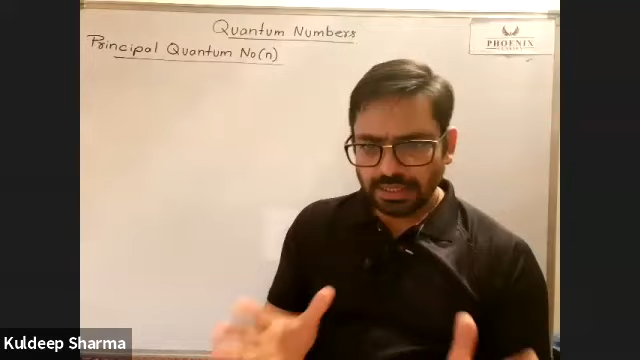 Quantum Numbers
Principal Quantum No(n)
PHOENIX
Kuldeep Sharma